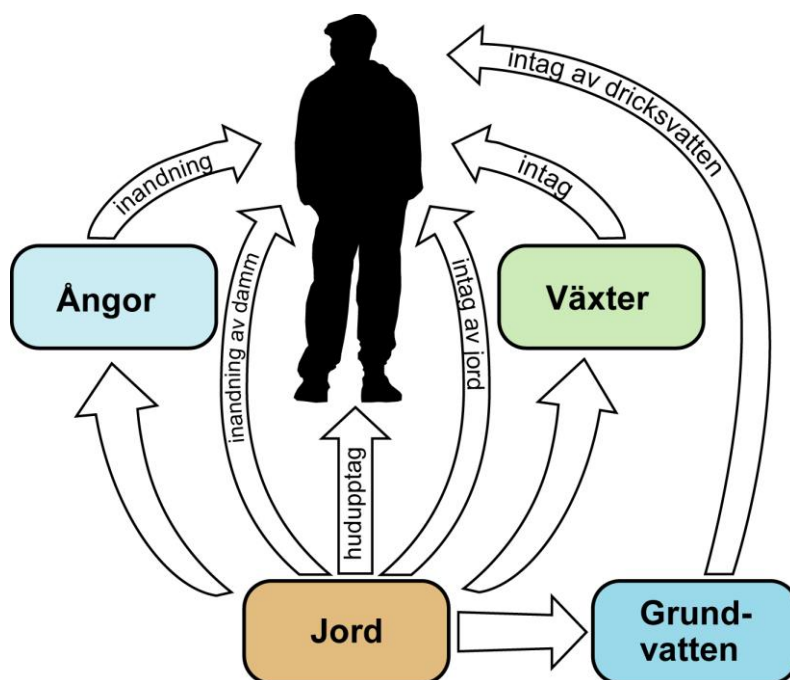 intag av dricksvatten
inandning
intag
Ångor
Växter
inandning av damm
intag av jord
hudupptag
Jord
Grund-
vatten